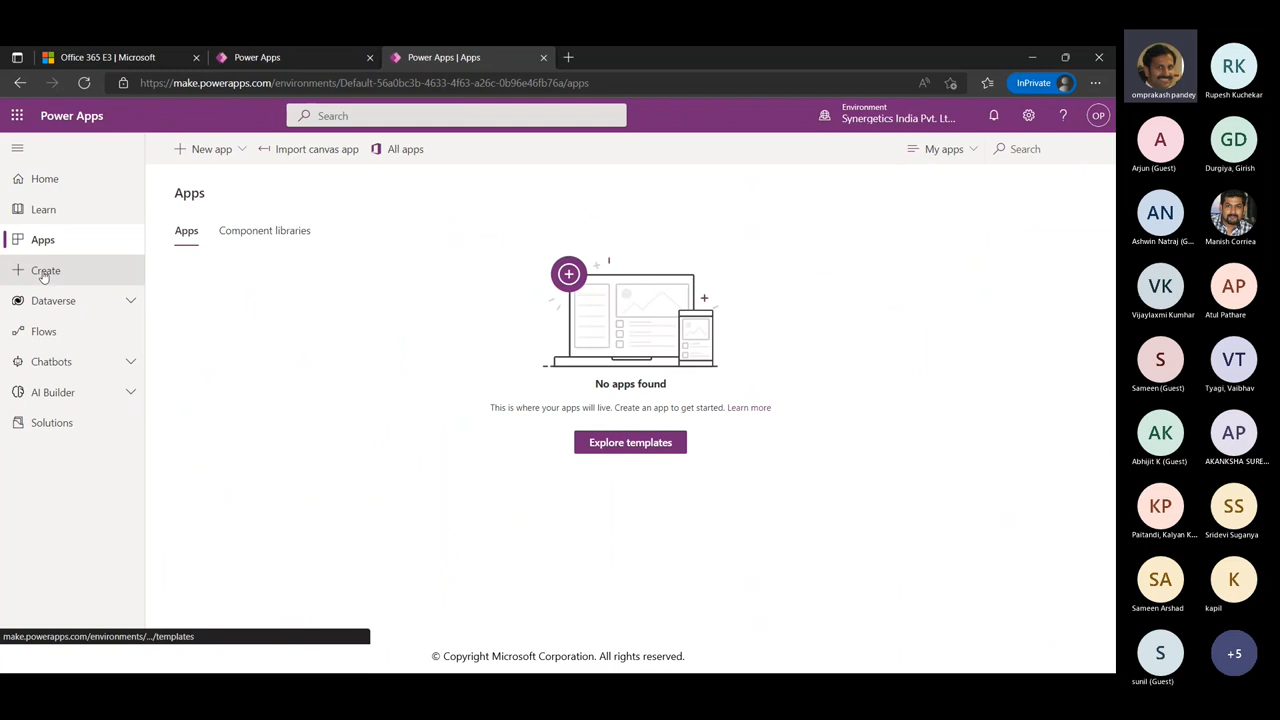 Office 365 E3 | Microsoft
Power Apps
Power Apps | Apps
https://make.powerapps.com/environments/Default-56a0bc3b-4633-4f63-a26c-0b96e46fb76a/apps
InPrivate
Power Apps
Search
Environment
Synergetics India Pvt. Lt...
OP
New app
Import canvas app
All apps
My apps
Search
Home
Learn
Apps
Create
Dataverse
Flows
Chatbots
AI Builder
Solutions
Apps
Apps
Component libraries
No apps found
This is where your apps will live. Create an app to get started. Learn more
Explore templates
make.powerapps.com/environments/.../templates
© Copyright Microsoft Corporation. All rights reserved.
omprakash pandey
RK
Rupesh Kuchekar
A
Arjun (Guest)
GD
Durgiya, Girish
AN
Ashwin Natraj (G...
Manish Corriea
VK
Vijaylaxmi Kumhar
AP
Atul Pathare
S
Sameen (Guest)
VT
Tyagi, Vaibhav
AK
Abhijit K (Guest)
AP
AKANKSHA SURE...
KP
Paitandi, Kalyan K...
SS
Sridevi Suganya
SA
Sameen Arshad
K
kapil
S
sunil (Guest)
+5